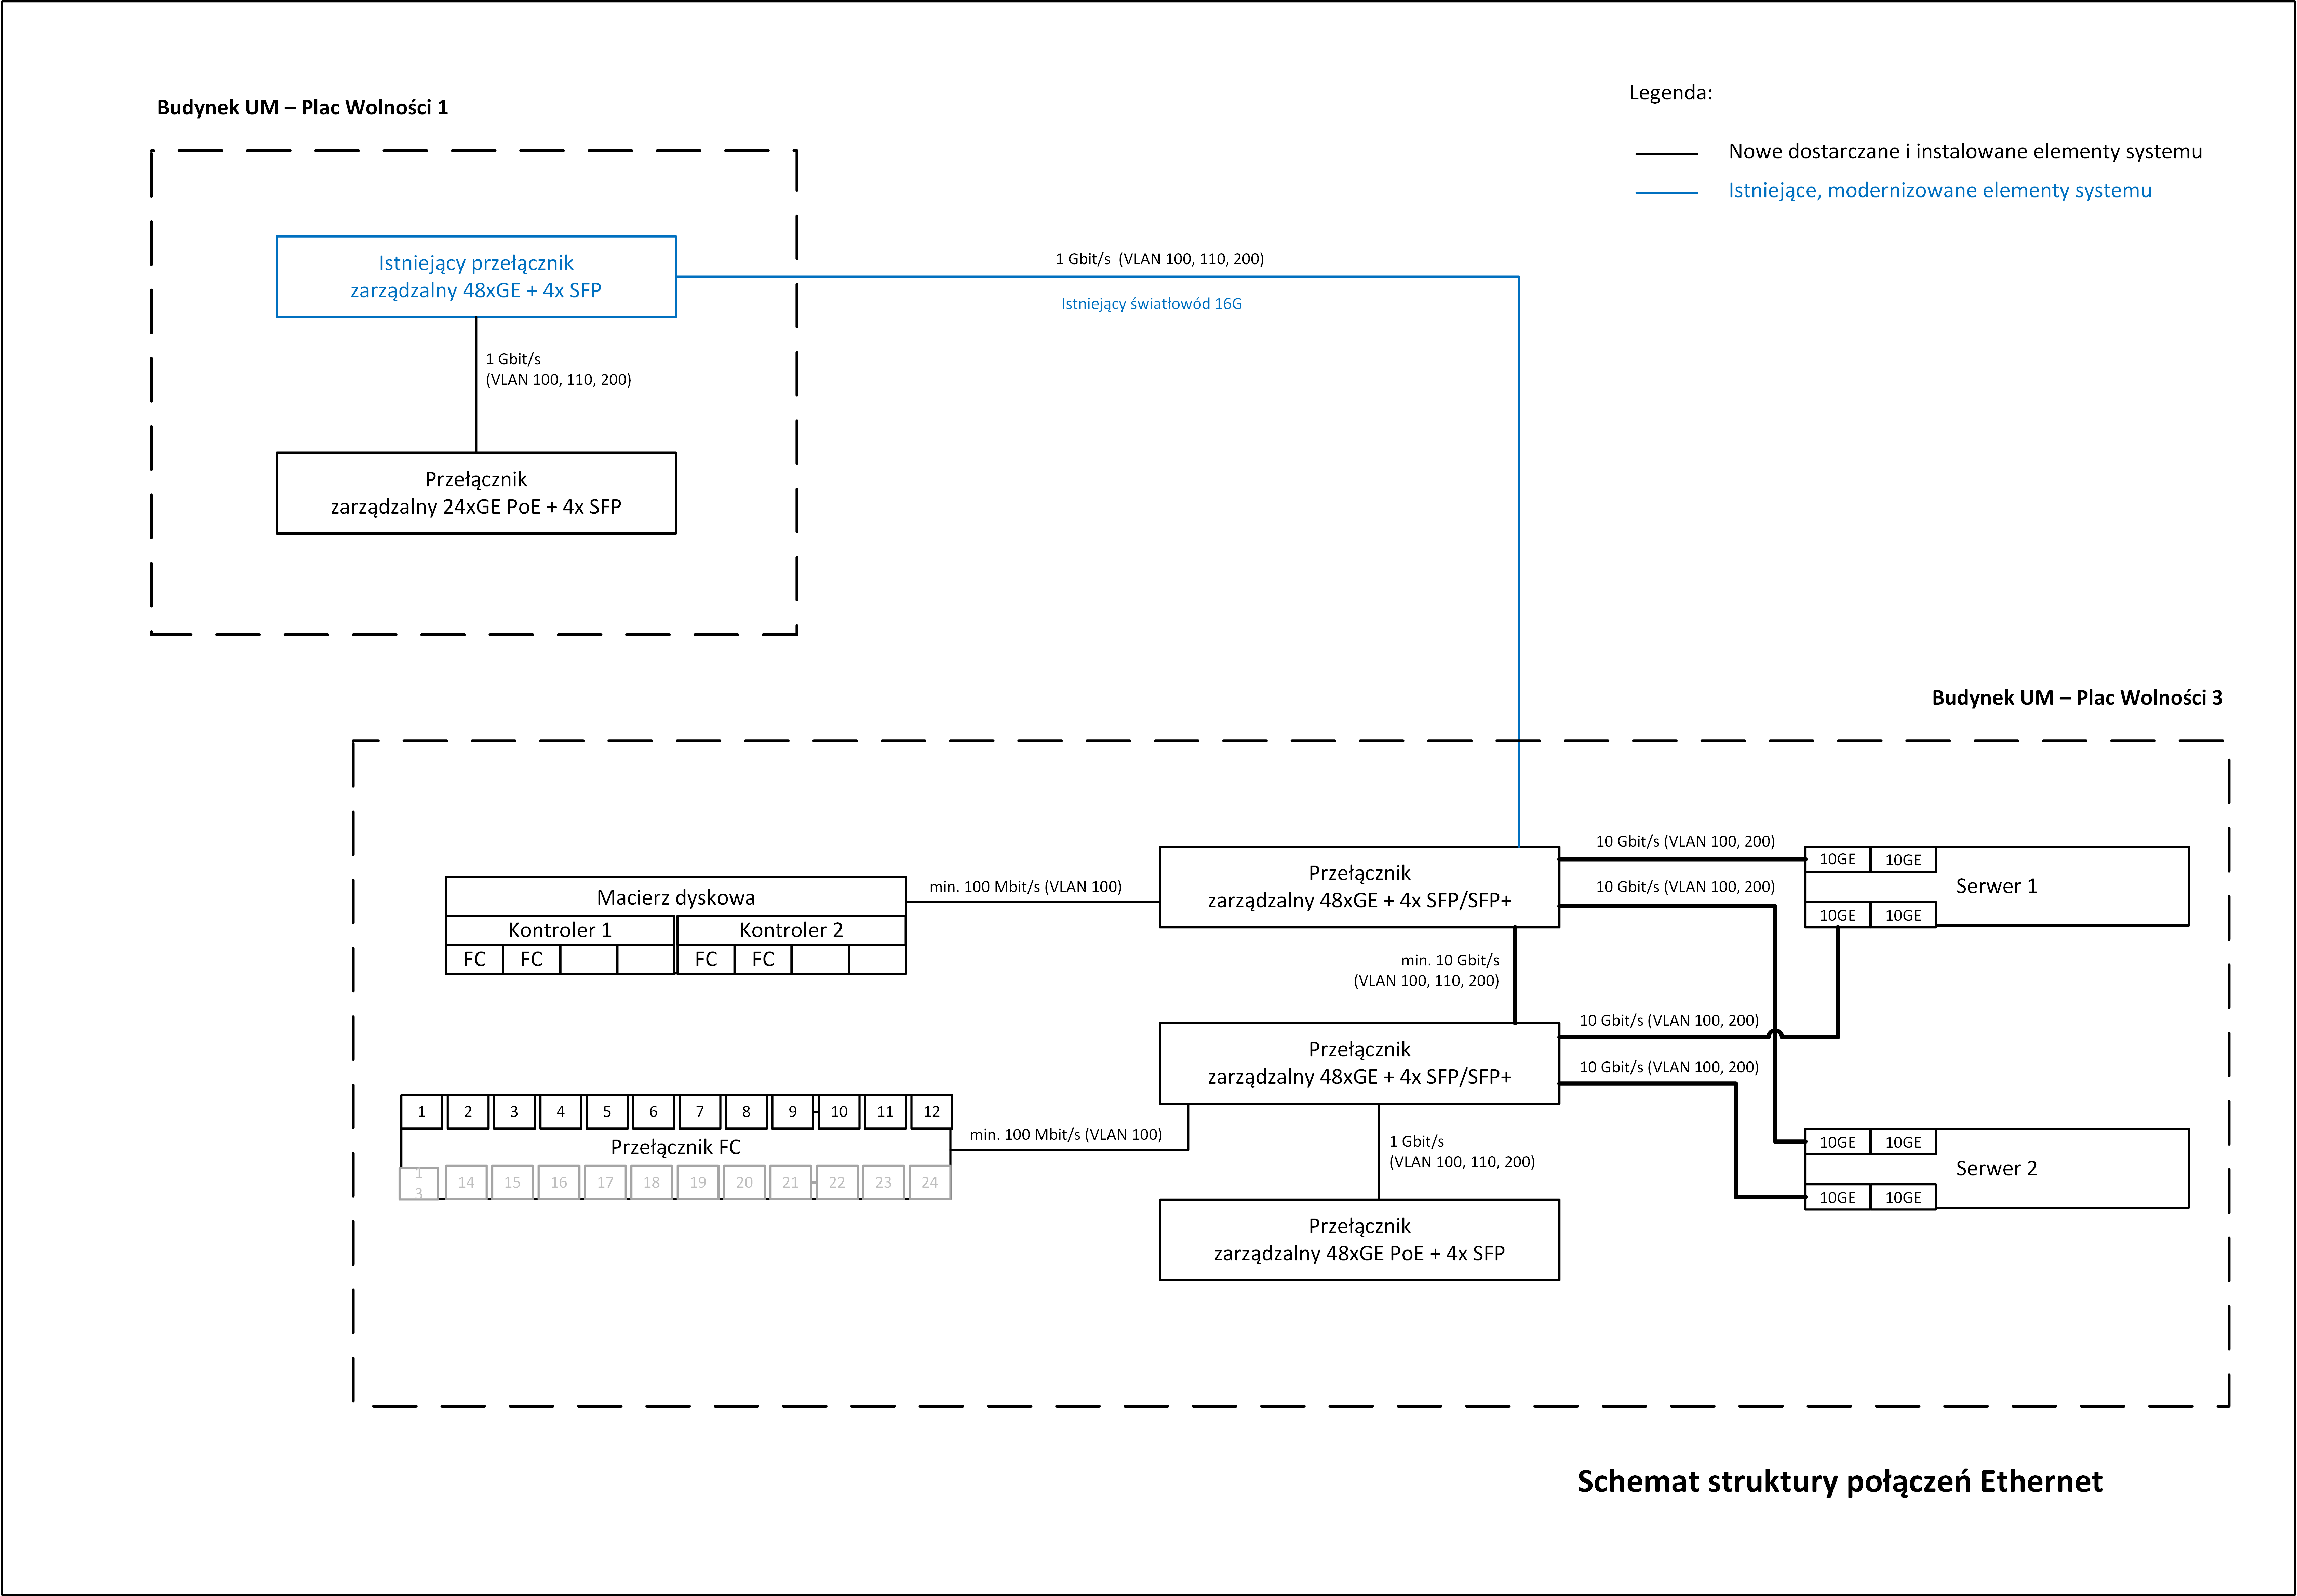 Budynek UM – Plac Wolności 1
Legenda:
Nowe dostarczane i instalowane elementy systemu
Istniejące, modernizowane elementy systemu
Istniejący przełącznik
zarządzalny 48xGE + 4x SFP
1 Gbit/s (VLAN 100, 110, 200)
Istniejący światłowód 16G
1 Gbit/s
(VLAN 100, 110, 200)
Przełącznik
zarządzalny 24xGE PoE + 4x SFP
Budynek UM – Plac Wolności 3
Macierz dyskowa
Kontroler 1
Kontroler 2
FC
FC
FC
FC
min. 100 Mbit/s (VLAN 100)
Przełącznik
zarządzalny 48xGE + 4x SFP/SFP+
10 Gbit/s (VLAN 100, 200)
10 Gbit/s (VLAN 100, 200)
10GE
10GE
Serwer 1
10GE
10GE
min. 10 Gbit/s
(VLAN 100, 110, 200)
Przełącznik
zarządzalny 48xGE + 4x SFP/SFP+
10 Gbit/s (VLAN 100, 200)
10 Gbit/s (VLAN 100, 200)
1
2
3
4
5
6
7
8
9
10
11
12
Przełącznik FC
13
14
15
16
17
18
19
20
21
22
23
24
min. 100 Mbit/s (VLAN 100)
1 Gbit/s
(VLAN 100, 110, 200)
10GE
10GE
Serwer 2
10GE
10GE
Przełącznik
zarządzalny 48xGE PoE + 4x SFP
Schemat struktury połączeń Ethernet